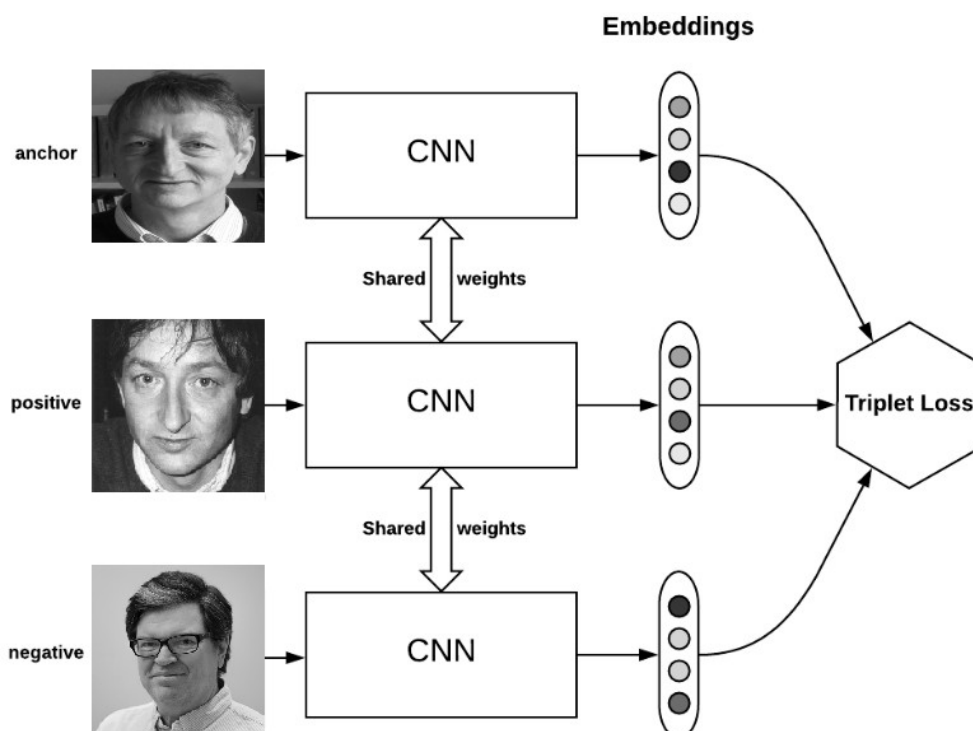 Embeddings
anchor
CNN
Shared weights
positive
CNN
Triplet Loss
Shared weights
negative
CNN